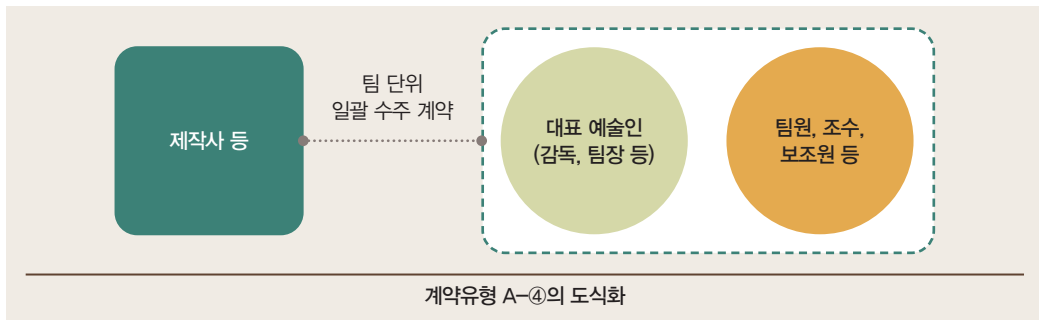 제작사 등
팀 단위
일괄 수주 계약
대표 예술인
(감독, 팀장 등)
팀원, 조수,
보조원 등
계약유형 A–④의 도식화